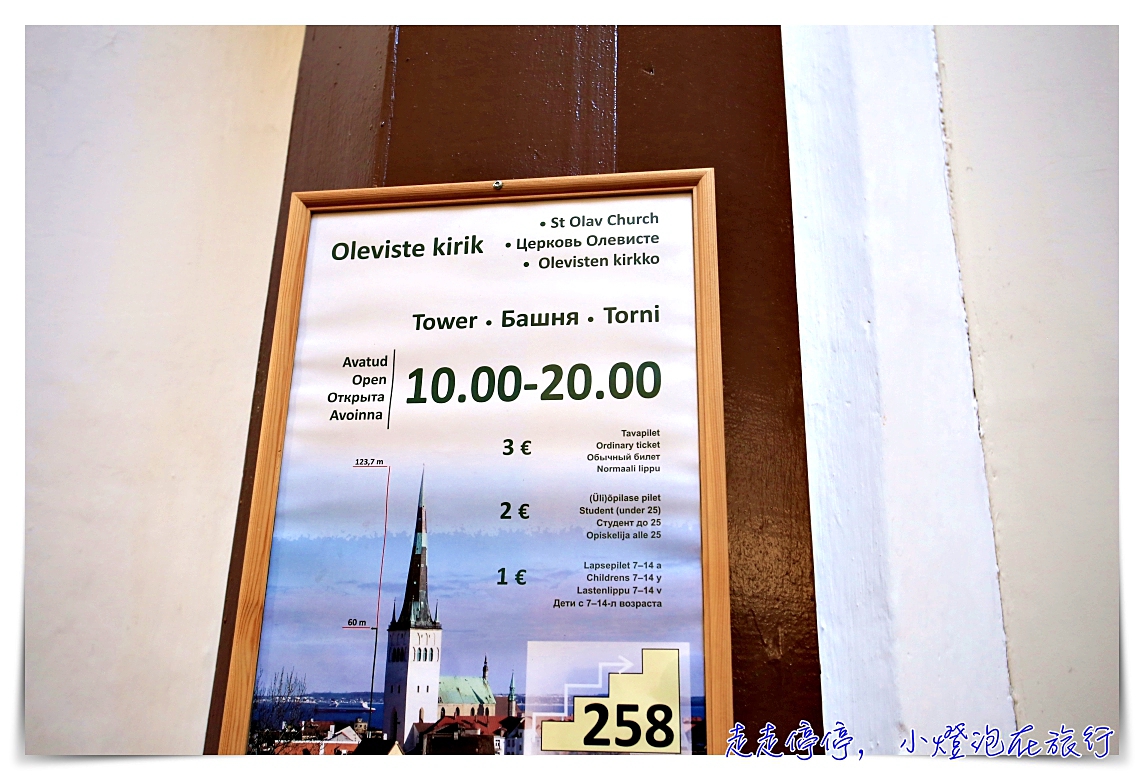 Oleviste kirik
• St Olav Church
• Церковь Олевисте
• Olevisten kirkko
Tower • Башня • Torni
Avatud
Open
Открыта
Avoinna
10.00-20.00
3 €
Tavapilet
Ordinary ticket
Обычный билет
Normaali lippu
2 €
(Üli)õpilase pilet
Student (under 25)
Студент до 25
Opiskelija alle 25
1 €
Lapsepilet 7–14 a
Childrens 7–14 y
Lastenlippu 7–14 v
Дети с 7–14-л возраста
123,7 m
60 m
258
走走停停, 小燈泡在旅行